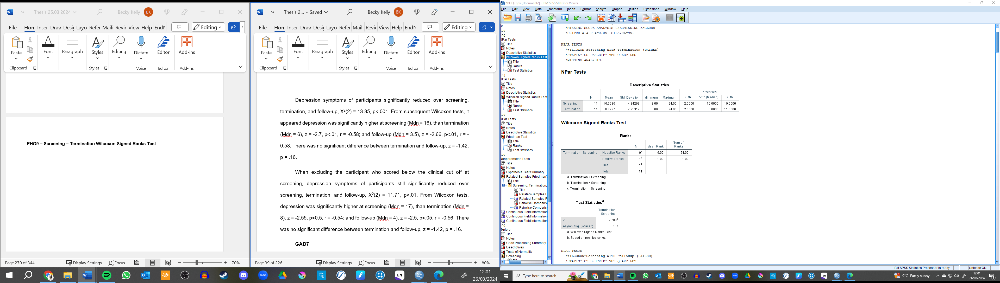 Thesis 25.03.2024
Becky Kelly BK
File Hor Inser Draw Desig Layo Refer Maili Revie View Help EndN
Editing
Paste Font Paragraph Styles Editing Dictate Editor Add-ins
Clipboard Styles Voice Editor Add-ins
PHQ9 – Screening – Termination Wilcoxon Signed Ranks Test
Page 270 of 344 Display Settings Focus 70%
Thesis 2... • Saved
Becky Kelly BK
File Hor Inser Draw Desig Layo Refer Maili Revie View Help EndN
Editing
Paste Font Paragraph Styles Editing Dictate Editor Add-ins
Clipboard Styles Voice Editor Add-ins
Depression symptoms of participants significantly reduced over screening,
termination, and follow-up, X2(2) = 13.35, p<.001. From subsequent Wilcoxon tests, it
appeared depression was significantly higher at screening (Mdn = 16), than termination
(Mdn = 6), z = -2.7, p<.01, r = -0.58; and follow-up (Mdn = 3.5), z = -2.66, p<.01, r = -
0.58. There was no significant difference between termination and follow-up, z = -1.42,
p = .16.
When excluding the participant who scored below the clinical cut off at
screening, depression symptoms of participants still significantly reduced over
screening, termination, and follow-up, X2(2) = 11.71, p<.01. From Wilcoxon tests,
depression was significantly higher at screening (Mdn = 17), than termination (Mdn =
8), z = -2.55, p<0.5, r = -0.54; and follow-up (Mdn = 4), z = -2.5, p<.05, r = -0.56. There
was no significant difference between termination and follow-up, z = -1.42, p = .16.
GAD7
Page 39 of 226 Display Settings Focus 80%
zoom EN
12:01
26/03/2024
*PHQ9.spv [Document2] - IBM SPSS Statistics Viewer
File Edit View Data Transform Insert Format Analyze Graphs Utilities Extensions Window Help
ut
Log
Log
NPar Tests
Title
Notes
Descriptive Statistics
Wilcoxon Signed Ranks Test
Title
Ranks
Test Statistics
Log
NPar Tests
Title
Notes
Descriptive Statistics
Wilcoxon Signed Ranks Test
Title
Ranks
Test Statistics
Log
NPar Tests
Title
Notes
Descriptive Statistics
Friedman Test
Title
Ranks
Test Statistics
Log
Nonparametric Tests
Title
Notes
Hypothesis Test Summary
Related-Samples Friedman's
Title
Screening, Termination,
Title
Related-Samples F
Related-Samples F
Pairwise Comparis
Pairwise Comparis
Continuous Field Information
Continuous Field Information
Continuous Field Information
Log
Explore
Title
Notes
Case Processing Summary
Descriptives
Tests of Normality
Screening
/MISSING SCOPE=ANALYSIS USERMISSING=EXCLUDE
/CRITERIA ALPHA=0.05 CILEVEL=95.
NPAR TESTS
/WILCOXON=Screening WITH Termination (PAIRED)
/STATISTICS DESCRIPTIVES QUARTILES
/MISSING ANALYSIS.
NPar Tests
Descriptive Statistics
Percentiles
N Mean Std. Deviation Minimum Maximum 25th 50th (Median) 75th
Screening 11 16.3636 4.84299 8.00 24.00 12.0000 16.0000 19.0000
Termination 11 8.2727 7.91317 .00 24.00 2.0000 6.0000 11.0000
Wilcoxon Signed Ranks Test
Ranks
N Mean Rank Sum of Ranks
Termination - Screening Negative Ranks 9a 6.00 54.00
Positive Ranks 1b 1.00 1.00
Ties 1c
Total 11
a. Termination < Screening
b. Termination > Screening
c. Termination = Screening
Test Statisticsa
Termination -
Screening
Z -2.703b
Asymp. Sig. (2-tailed) .007
a. Wilcoxon Signed Ranks Test
b. Based on positive ranks.
NPAR TESTS
/WILCOXON=Screening WITH Followup (PAIRED)
/STATISTICS DESCRIPTIVES QUARTILES
IBM SPSS Statistics Processor is ready Unicode:ON
Type here to search
9°C Partly sunny
12:01
26/03/2024